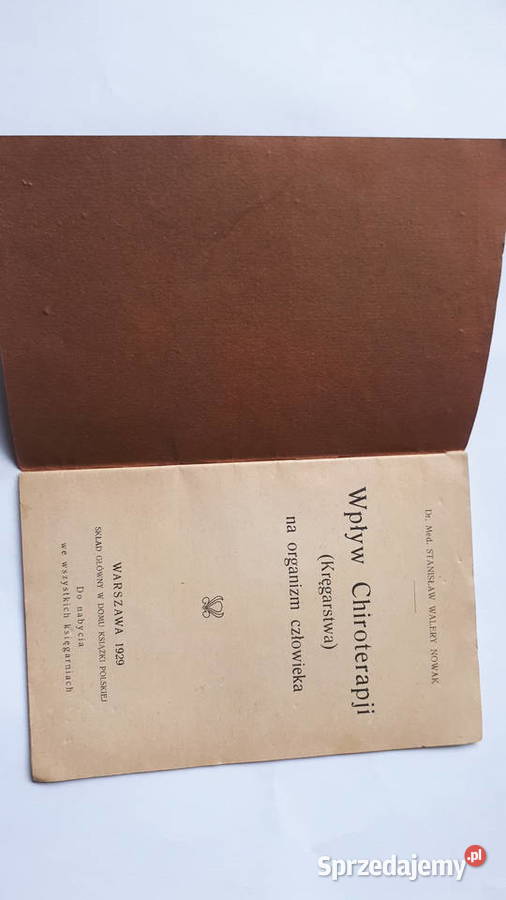 Dr. Med. STANISŁAW WALERY NOWAK
Wpływ Chiroterapji
(Kręgarstwa)
na organizm człowieka
WARSZAWA 1929
SKŁAD GŁÓWNY W DOMU KSIĄŻKI POLSKIEJ
Do nabycia
we wszystkich księgarniach
Sprzedajemy.pl